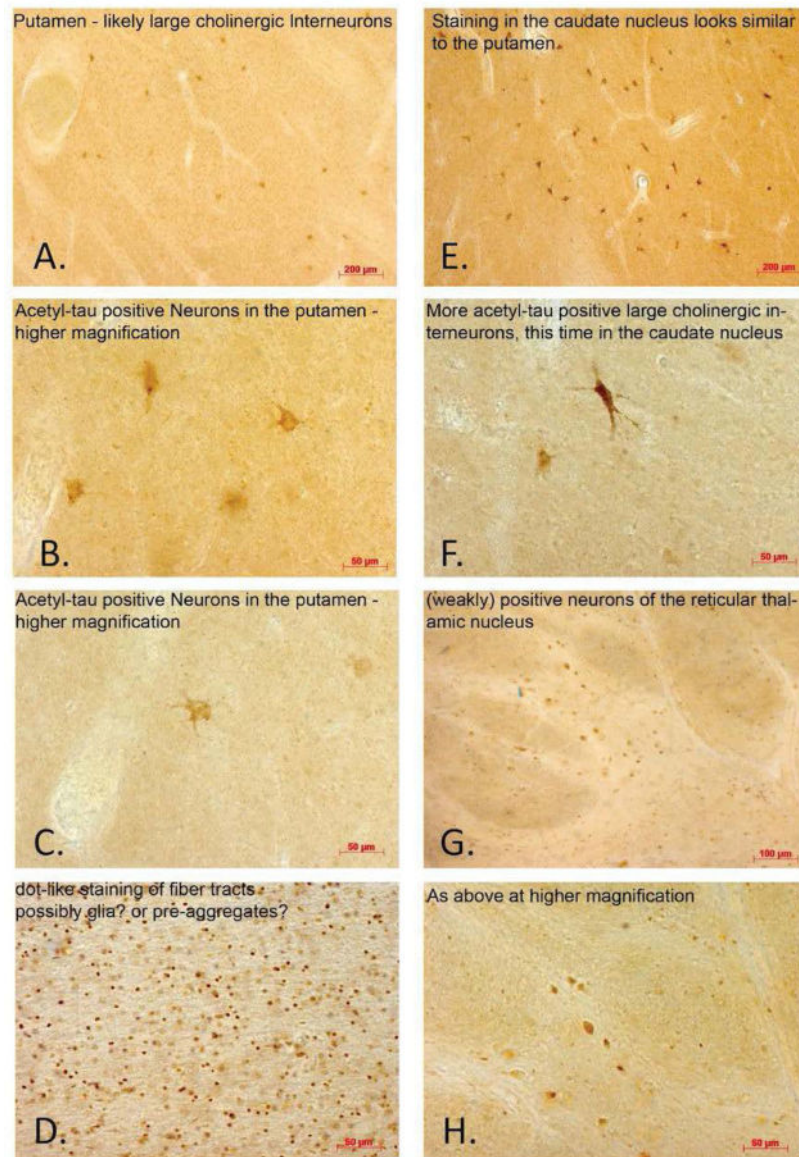 Putamen - likely large cholinergic Interneurons
200 µm
A.
Acetyl-tau positive Neurons in the putamen -
higher magnification
50 µm
B.
Acetyl-tau positive Neurons in the putamen -
higher magnification
50 µm
C.
dot-like staining of fiber tracts
possibly glia? or pre-aggregates?
50 µm
D.
Staining in the caudate nucleus looks similar
to the putamen
200 µm
E.
More acetyl-tau positive large cholinergic in-
terneurons, this time in the caudate nucleus
50 µm
F.
(weakly) positive neurons of the reticular thal-
amic nucleus
100 µm
G.
As above at higher magnification
50 µm
H.